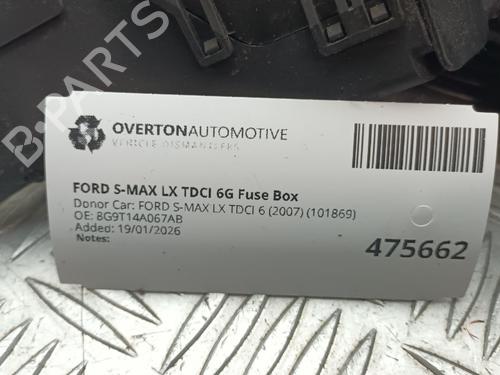 B-PARTS
OVERTONAUTOMOTIVE
VEHICLE DISMANTLERS
FORD S-MAX LX TDCI 6G Fuse Box
Donor Car: FORD S-MAX LX TDCI 6 (2007) (101869)
OE: 8G9T14A067AB
Added: 19/01/2026
Notes:
475662